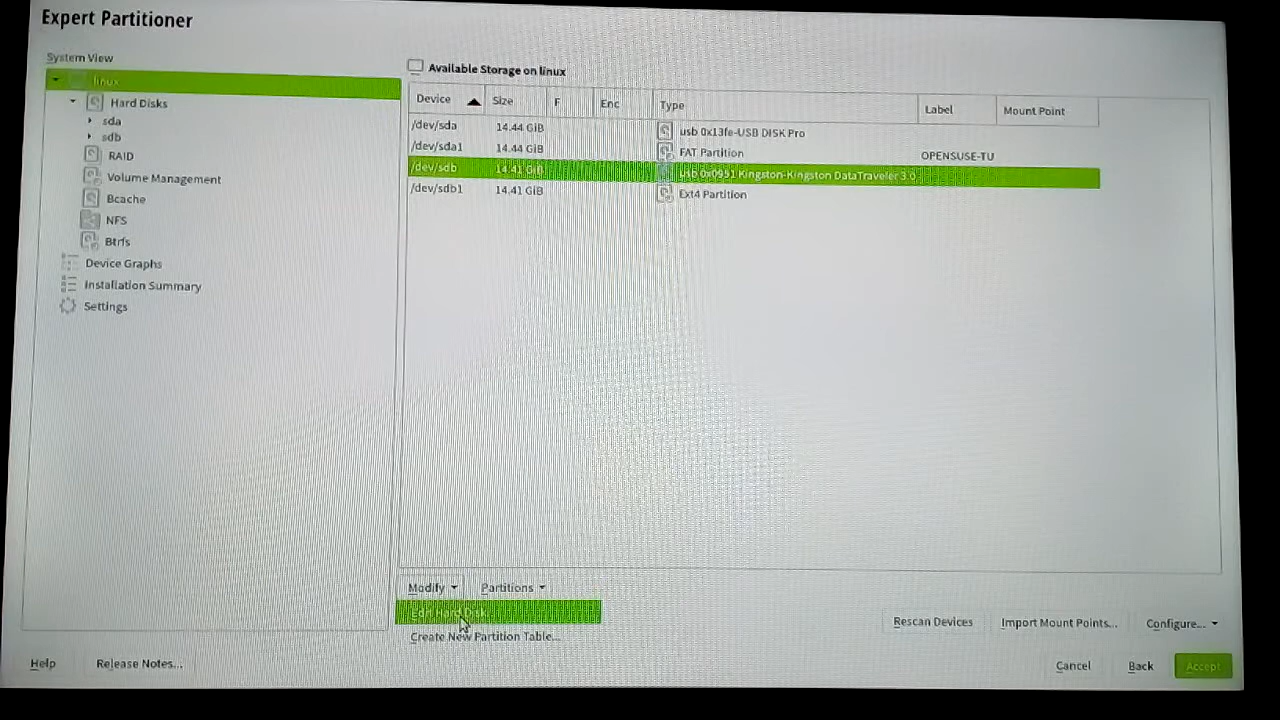 Expert Partitioner
System View
linux
Hard Disks
sda
sdb
RAID
Volume Management
Bcache
NFS
Btrfs
Device Graphs
Installation Summary
Settings
Available Storage on linux
Device Size F Enc Type Label Mount Point
/dev/sda 14.44 GiB usb 0x13fe-USB DISK Pro
/dev/sda1 14.44 GiB FAT Partition OPENSUSE-TU
/dev/sdb 14.41 GiB usb 0x0951 Kingston-Kingston DataTraveler 3.0
/dev/sdb1 14.41 GiB Ext4 Partition
Modify Partitions
Edit Hard Disk...
Create New Partition Table...
Rescan Devices Import Mount Points... Configure...
Help Release Notes... Cancel Back Accept